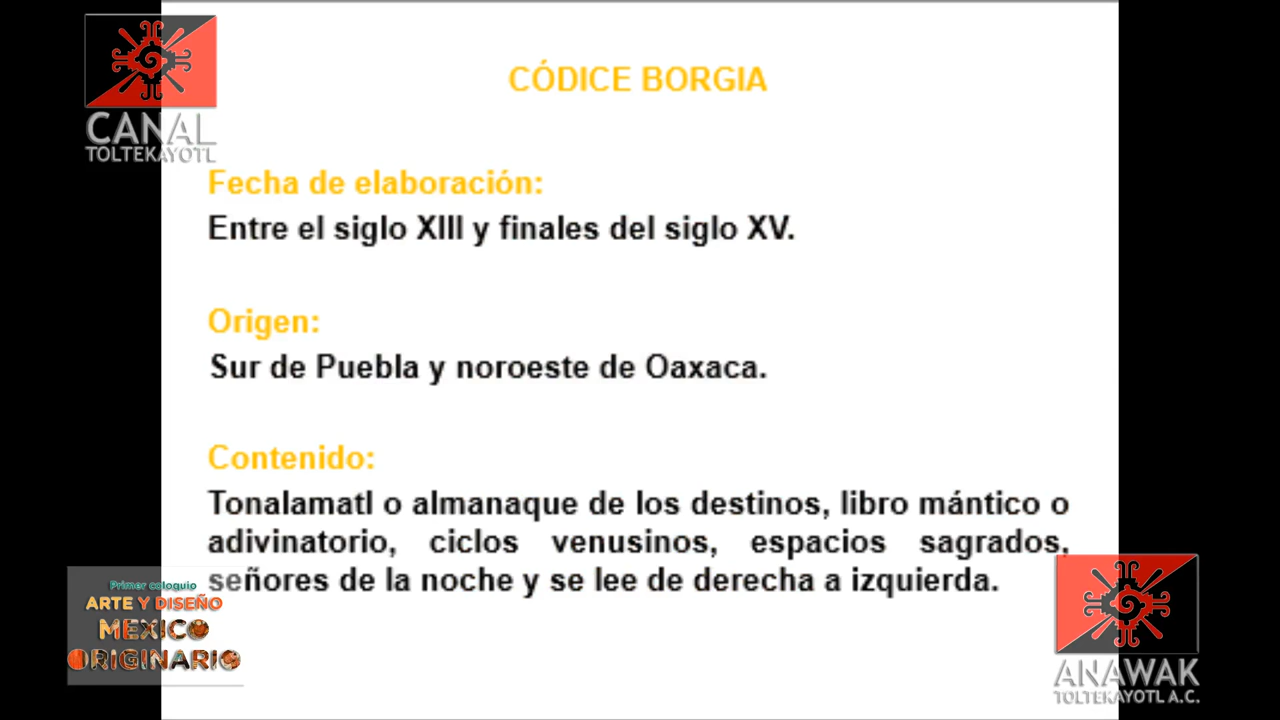 CANAL
TOLTEKAYOTL
CÓDICE BORGIA
Fecha de elaboración:
Entre el siglo XIII y finales del siglo XV.
Origen:
Sur de Puebla y noroeste de Oaxaca.
Contenido:
Tonalamatl o almanaque de los destinos, libro mántico o
adivinatorio, ciclos venusinos, espacios sagrados,
señores de la noche y se lee de derecha a izquierda.
Primer coloquio
ARTE Y DISEÑO
MEXICO
ORIGINARIO
ANAWAK
TOLTEKAYOTL A.C.